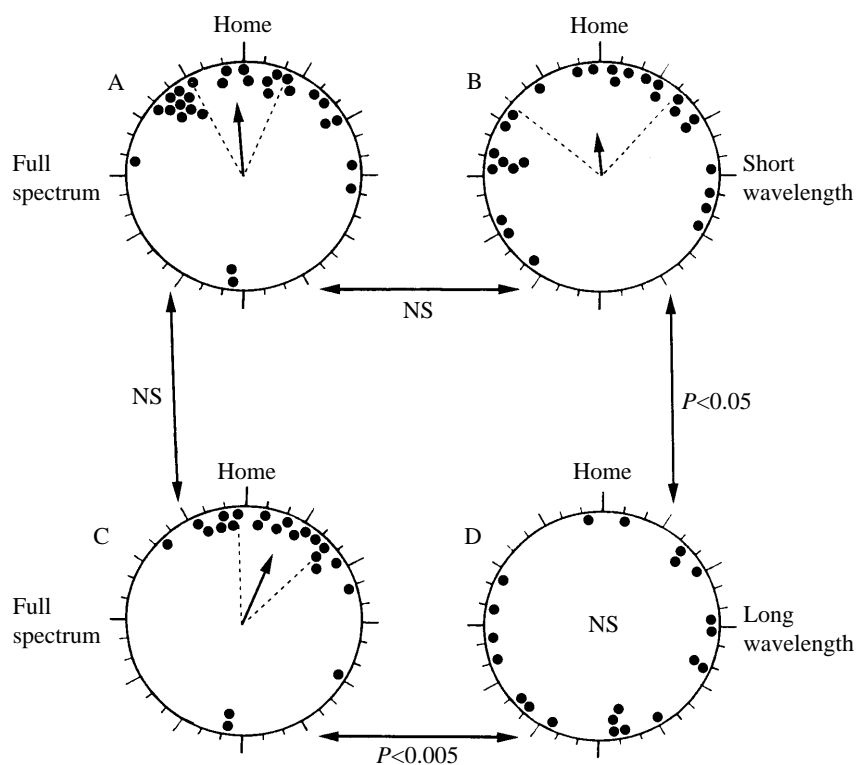 Home
Home
A
B
Full
spectrum
Short
wavelength
NS
NS
P<0.05
Home
Home
C
D
Full
spectrum
NS
Long
wavelength
P<0.005